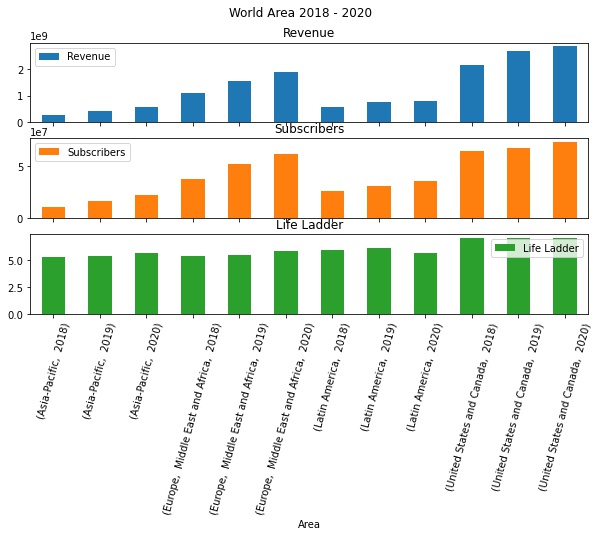 World Area 2018 - 2020
Revenue
1e9
Revenue
2
1
0
Subscribers
1e7
Subscribers
5
0
Life Ladder
Life Ladder
5.0
2.5
0.0
(Asia-Pacific,  2018)
(Asia-Pacific,  2019)
(Asia-Pacific,  2020)
(Europe,  Middle East and Africa,  2018)
(Europe,  Middle East and Africa,  2019)
(Europe,  Middle East and Africa,  2020)
(Latin America,  2018)
(Latin America,  2019)
(Latin America,  2020)
(United States and Canada,  2018)
(United States and Canada,  2019)
(United States and Canada,  2020)
Area